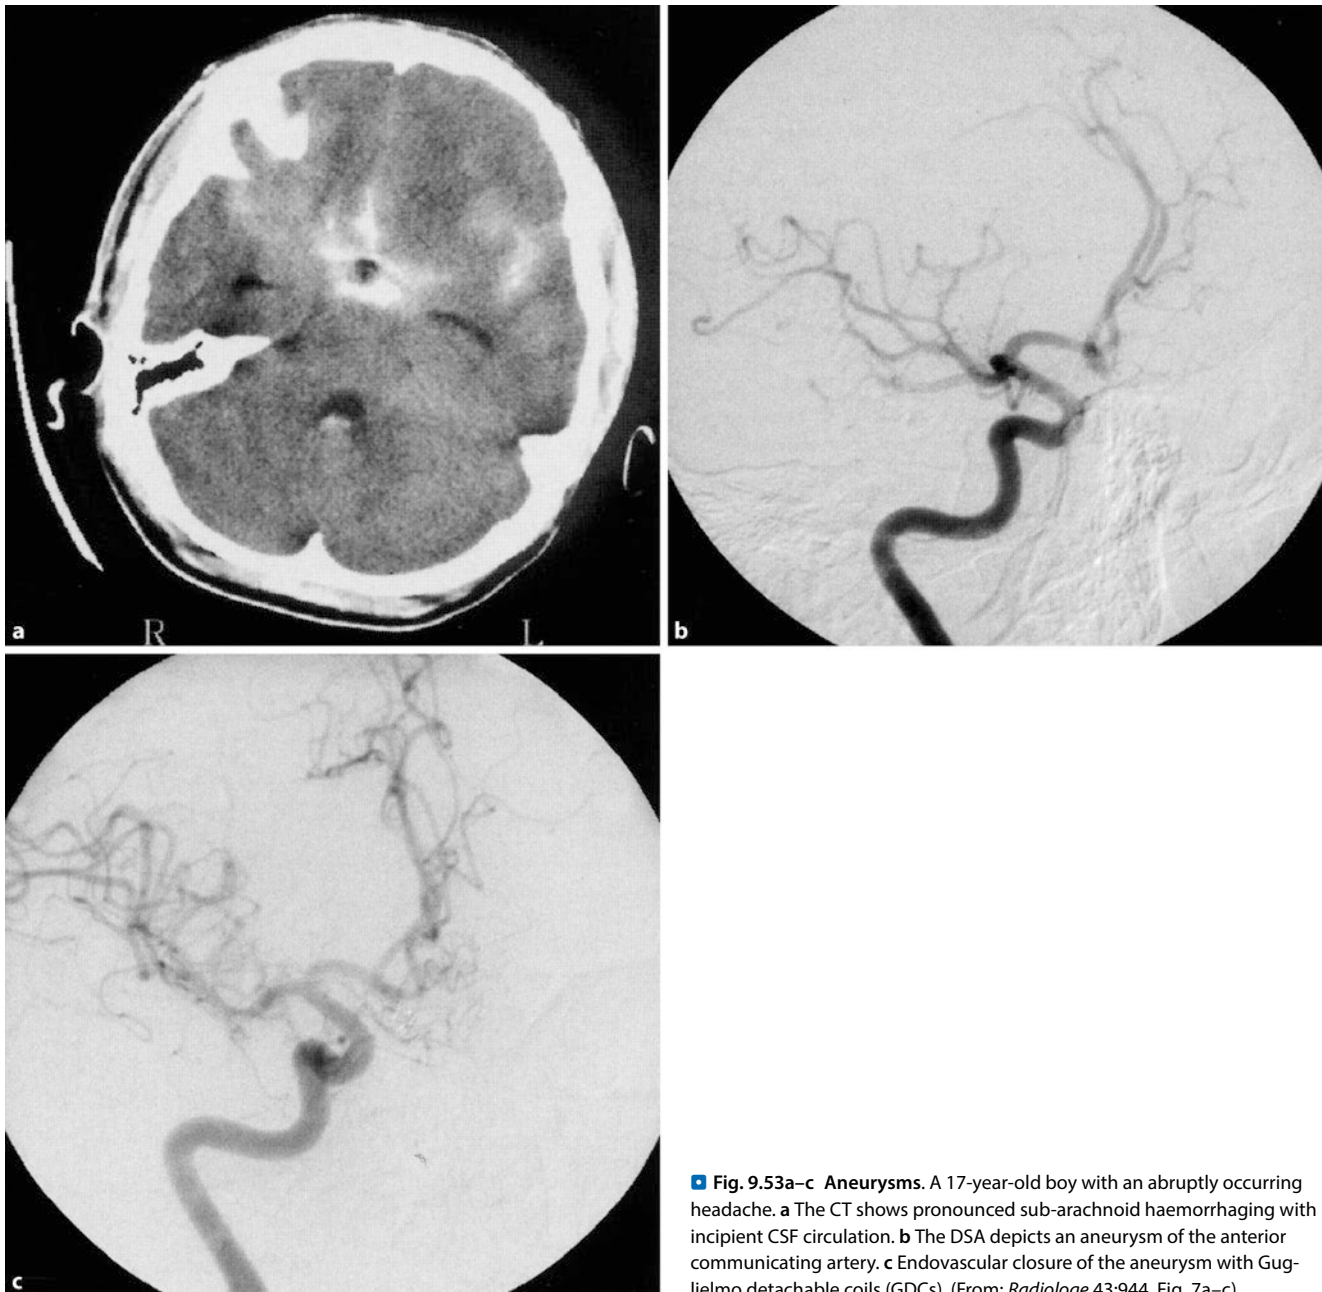 a
R
L
b
c
Fig. 9.53a–c Aneurysms. A 17-year-old boy with an abruptly occurring
headache. a The CT shows pronounced sub-arachnoid haemorrhaging with
incipient CSF circulation. b The DSA depicts an aneurysm of the anterior
communicating artery. c Endovascular closure of the aneurysm with Gug-
lielmo detachable coils (GDCs). (From: Radiologe 43:944, Fig. 7a–c)